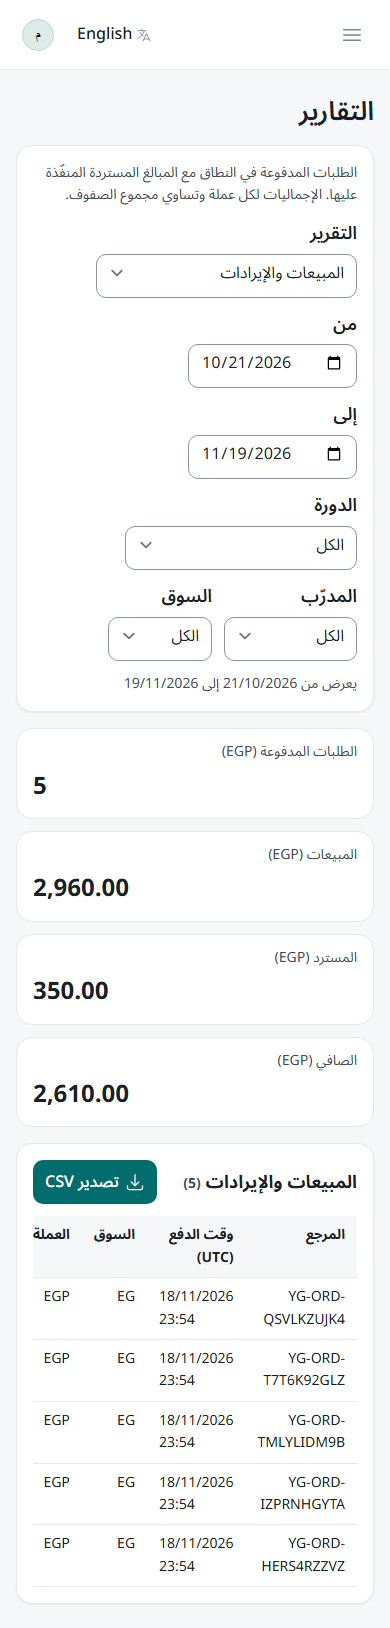 م
English
التقارير
الطلبات المدفوعة في النطاق مع المبالغ المستردة المنفّذة
عليها. الإجماليات لكل عملة وتساوي مجموع الصفوف.
التقرير
المبيعات والإيرادات
من
10/21/2026
إلى
11/19/2026
الدورة
الكل
المدرّب السوق
الكل الكل
يعرض من 21/10/2026 إلى 19/11/2026
الطلبات المدفوعة (EGP)
5
المبيعات (EGP)
2,960.00
المسترد (EGP)
350.00
الصافي (EGP)
2,610.00
المبيعات والإيرادات (5) تصدير CSV
المرجع وقت الدفع (UTC) السوق العملة
YG-ORD-QSVLKZUJK4 18/11/2026 23:54 EG EGP
YG-ORD-T7T6K92GLZ 18/11/2026 23:54 EG EGP
YG-ORD-TMLYLIDM9B 18/11/2026 23:54 EG EGP
YG-ORD-IZPRNHGYTA 18/11/2026 23:54 EG EGP
YG-ORD-HERS4RZZVZ 18/11/2026 23:54 EG EGP